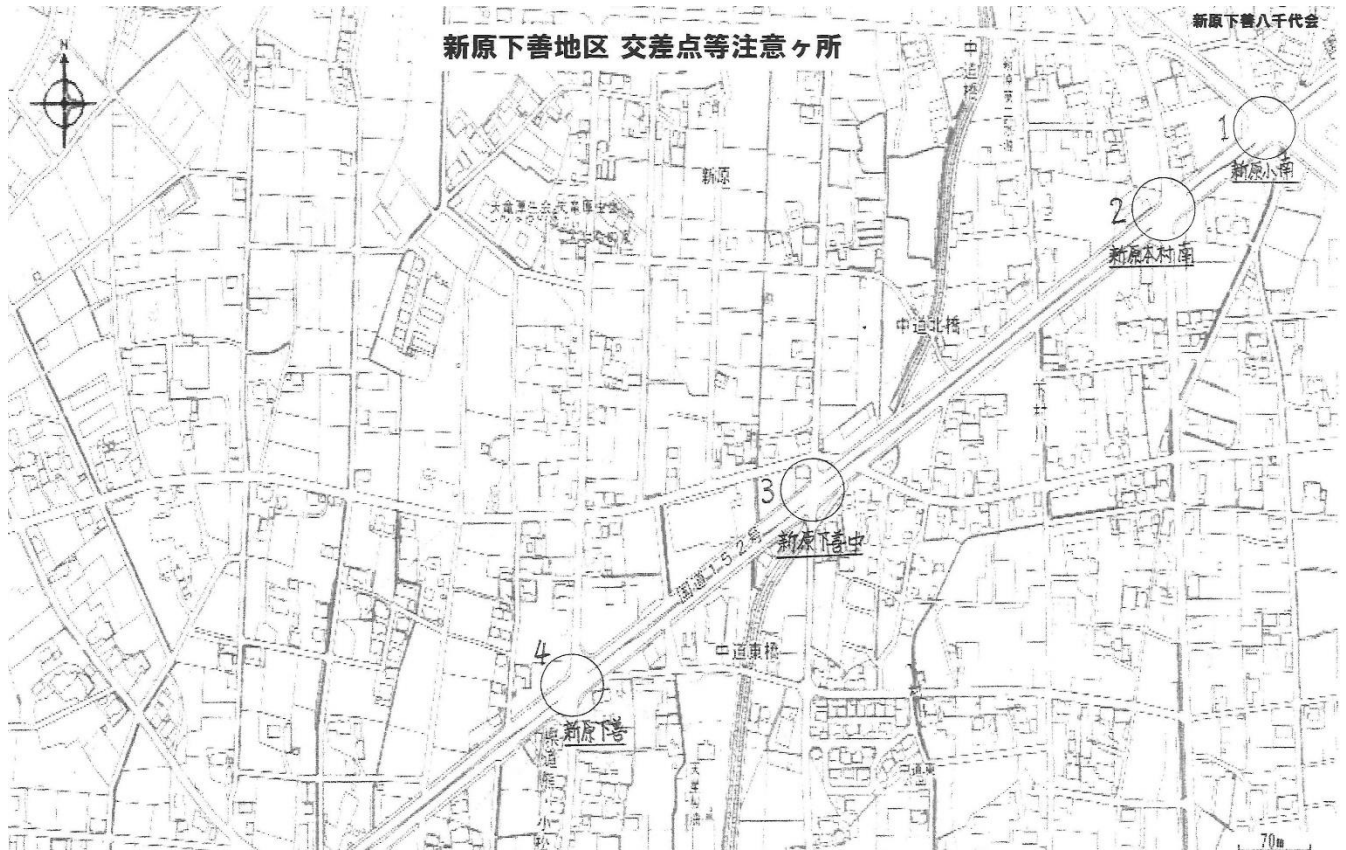 新原下善八千代会
新原下善地区 交差点等注意ヶ所
N
中道橋
1
新原小南
新原
2
新原本村南
中道北橋
3
新原下善中
国道152号
中道東橋
4
新原下善
70m